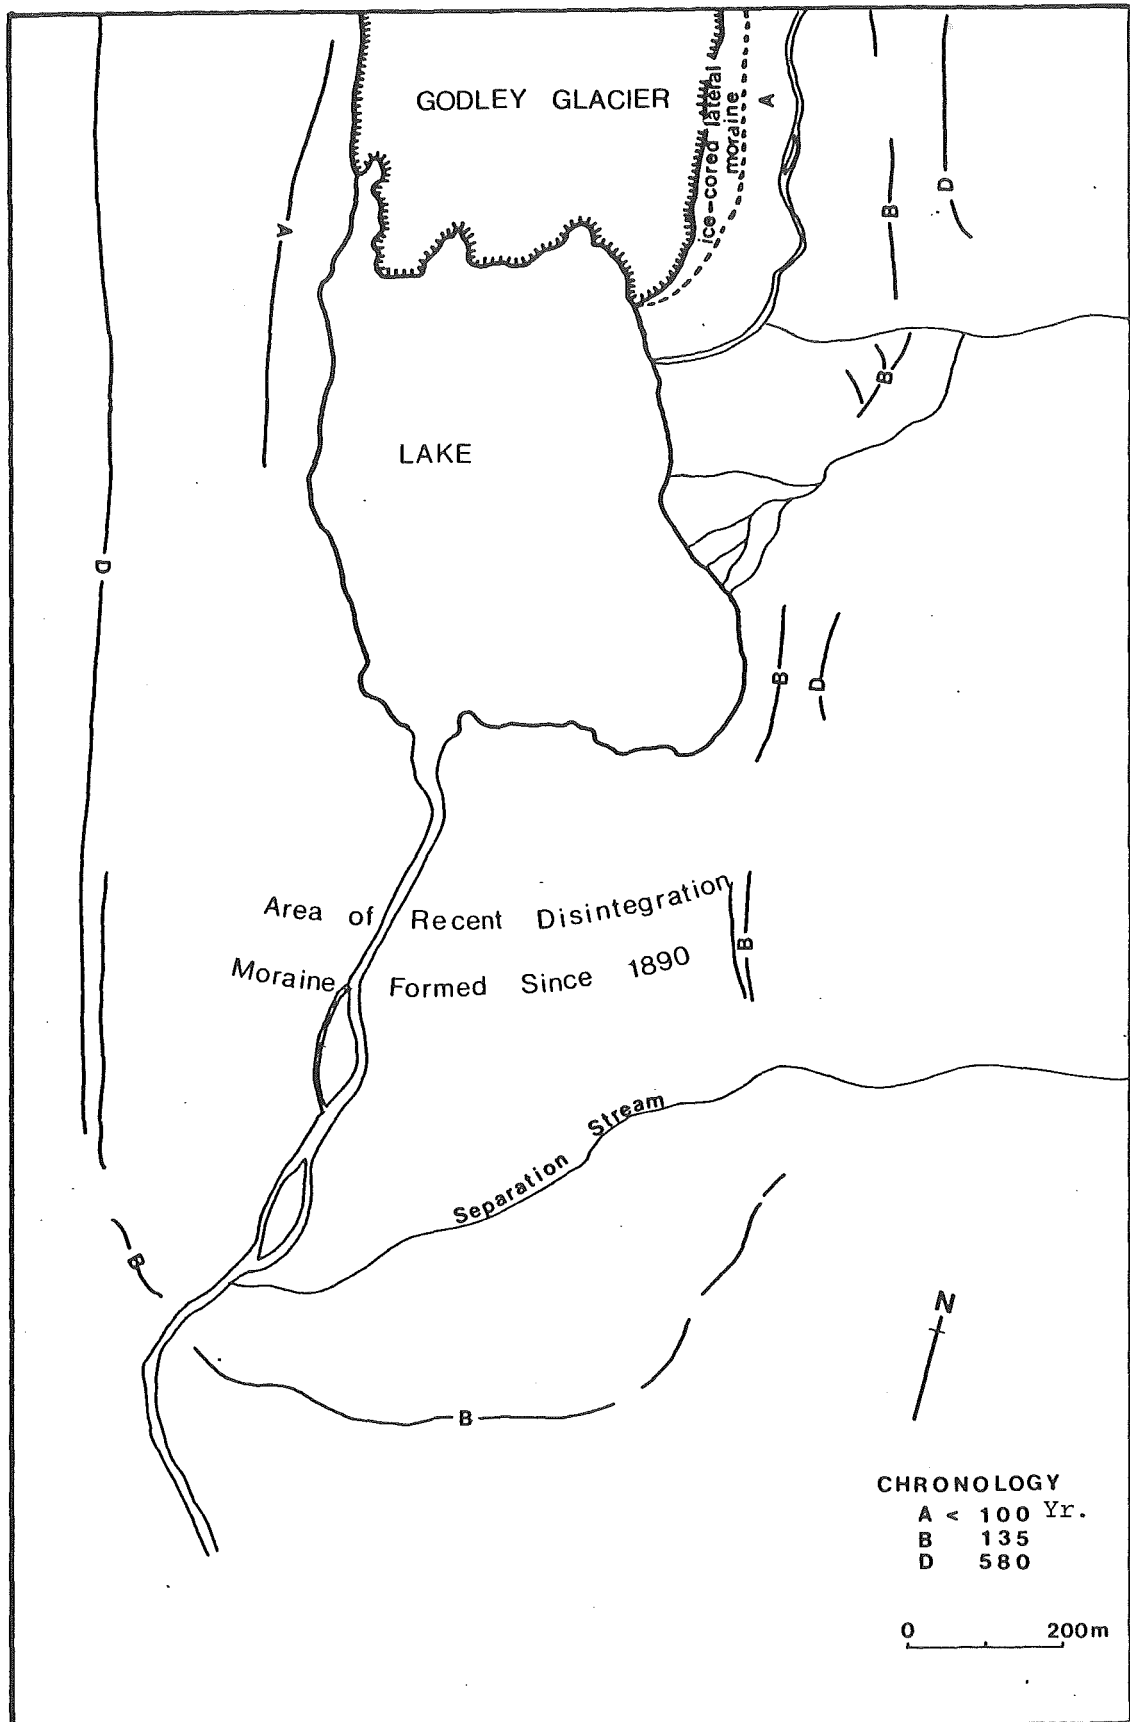 GODLEY GLACIER
ice-cored lateral
moraine
A
A
B
D
B
LAKE
D
B
D
Area of Recent Disintegration
Moraine Formed Since 1890
B
Separation Stream
B
B
N
CHRONOLOGY
A < 100 Yr.
B 135
D 580
0 200m